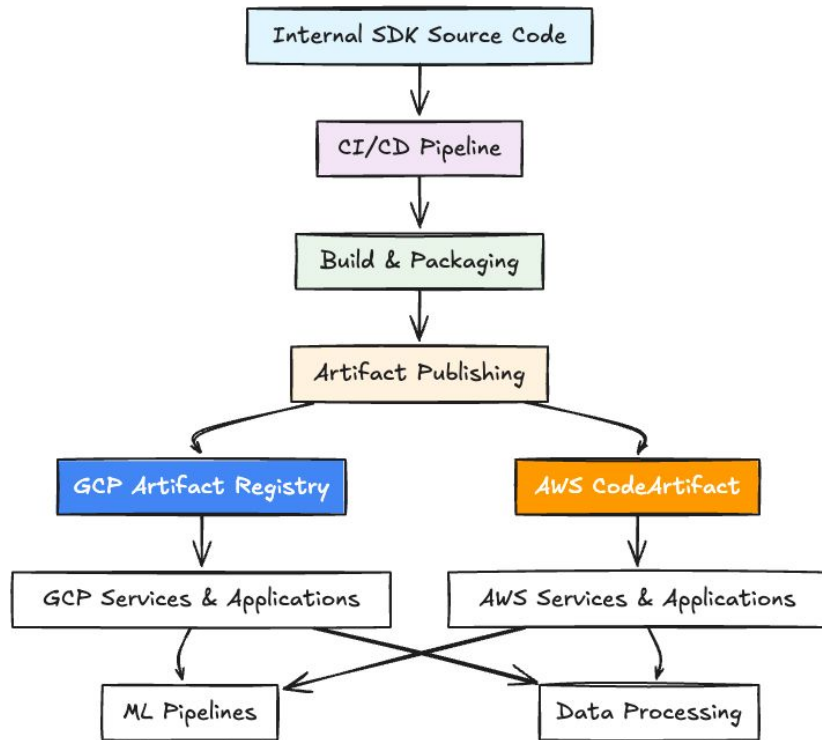 Internal SDK Source Code
CI/CD Pipeline
Build & Packaging
Artifact Publishing
GCP Artifact Registry
AWS CodeArtifact
GCP Services & Applications
AWS Services & Applications
ML Pipelines
Data Processing